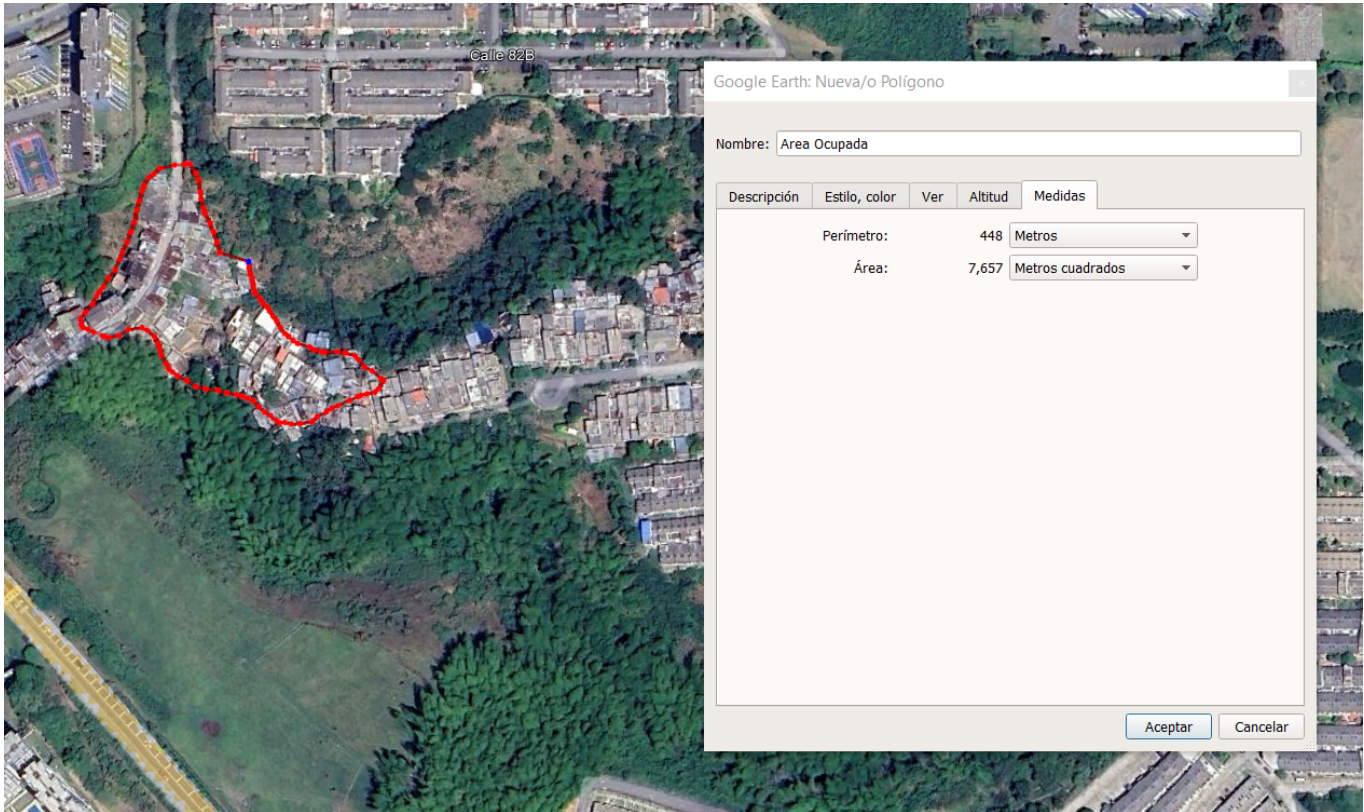 Calle 82B
Google Earth: Nueva/o Polígono
Nombre: Area Ocupada
Descripción Estilo, color Ver Altitud Medidas
Perímetro: 448 Metros
Área: 7,657 Metros cuadrados
Aceptar Cancelar